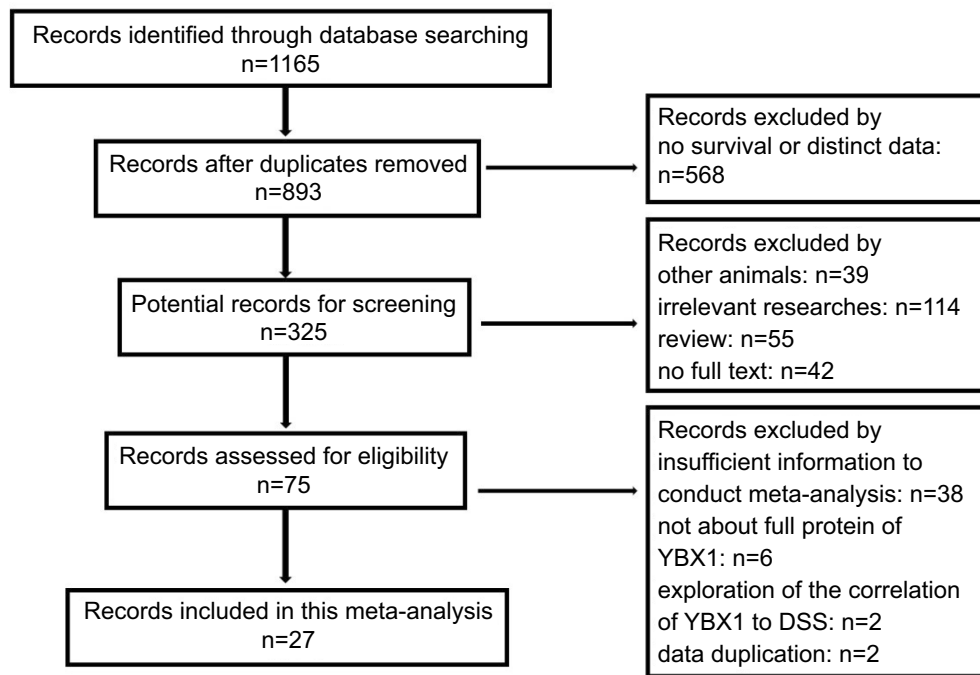 Records identified through database searching
n=1165
Records after duplicates removed
n=893
Records excluded by
no survival or distinct data:
n=568
Potential records for screening
n=325
Records excluded by
other animals: n=39
irrelevant researches: n=114
review: n=55
no full text: n=42
Records assessed for eligibility
n=75
Records excluded by
insufficient information to
conduct meta-analysis: n=38
not about full protein of
YBX1: n=6
exploration of the correlation
of YBX1 to DSS: n=2
data duplication: n=2
Records included in this meta-analysis
n=27